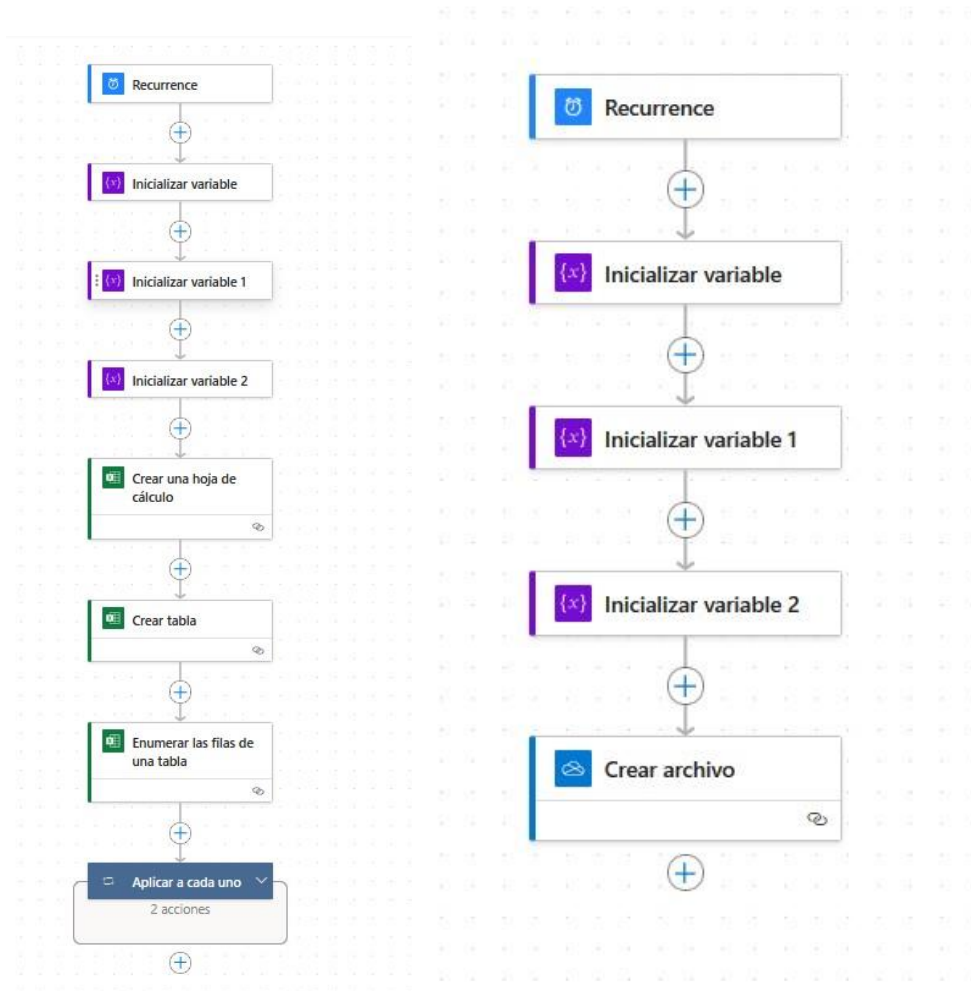 Recurrence
Inicializar variable
Inicializar variable 1
Inicializar variable 2
Crear una hoja de
cálculo
Crear tabla
Enumerar las filas de
una tabla
Aplicar a cada uno
2 acciones
Recurrence
Inicializar variable
Inicializar variable 1
Inicializar variable 2
Crear archivo